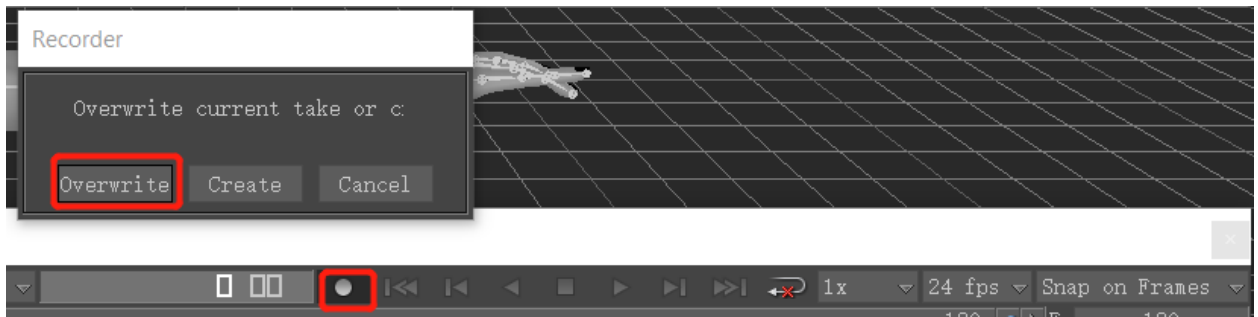 Recorder
Overwrite current take or c
Overwrite Create Cancel
1x 24 fps Snap on Frames